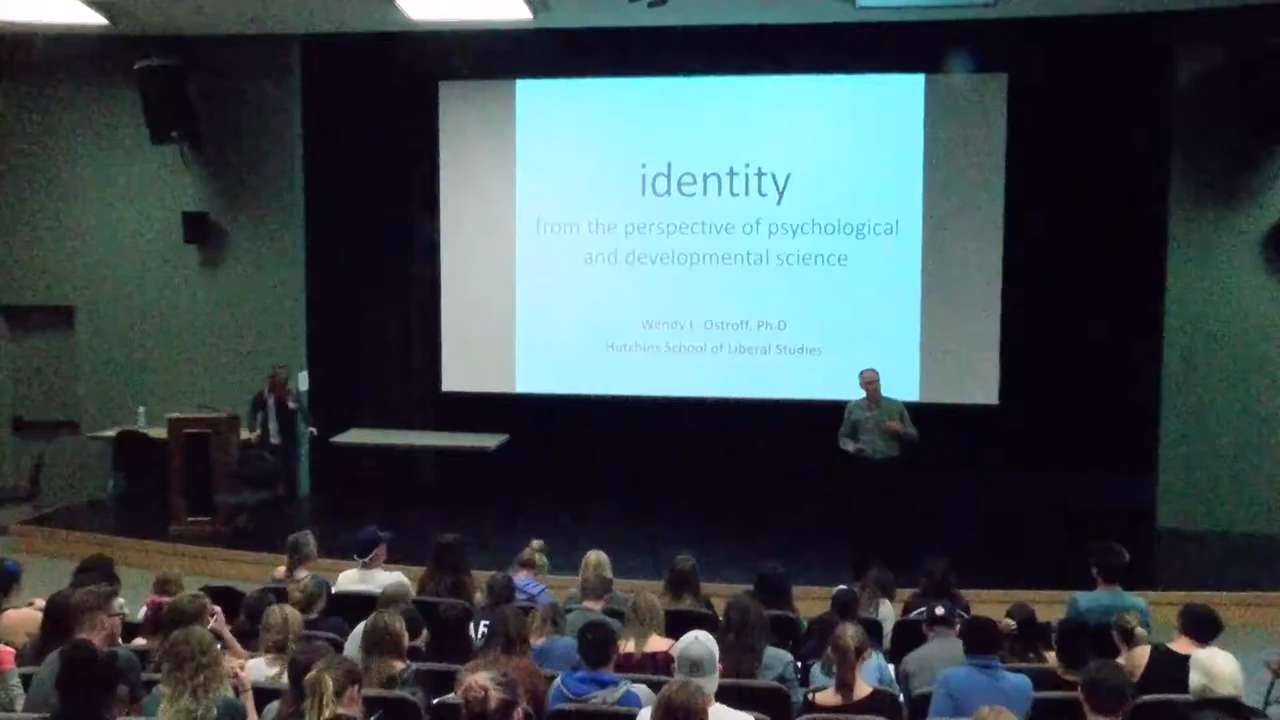 identity
from the perspective of psychological
and developmental science
Wendy L. Ostroff, Ph.D
Hutchins School of Liberal Studies